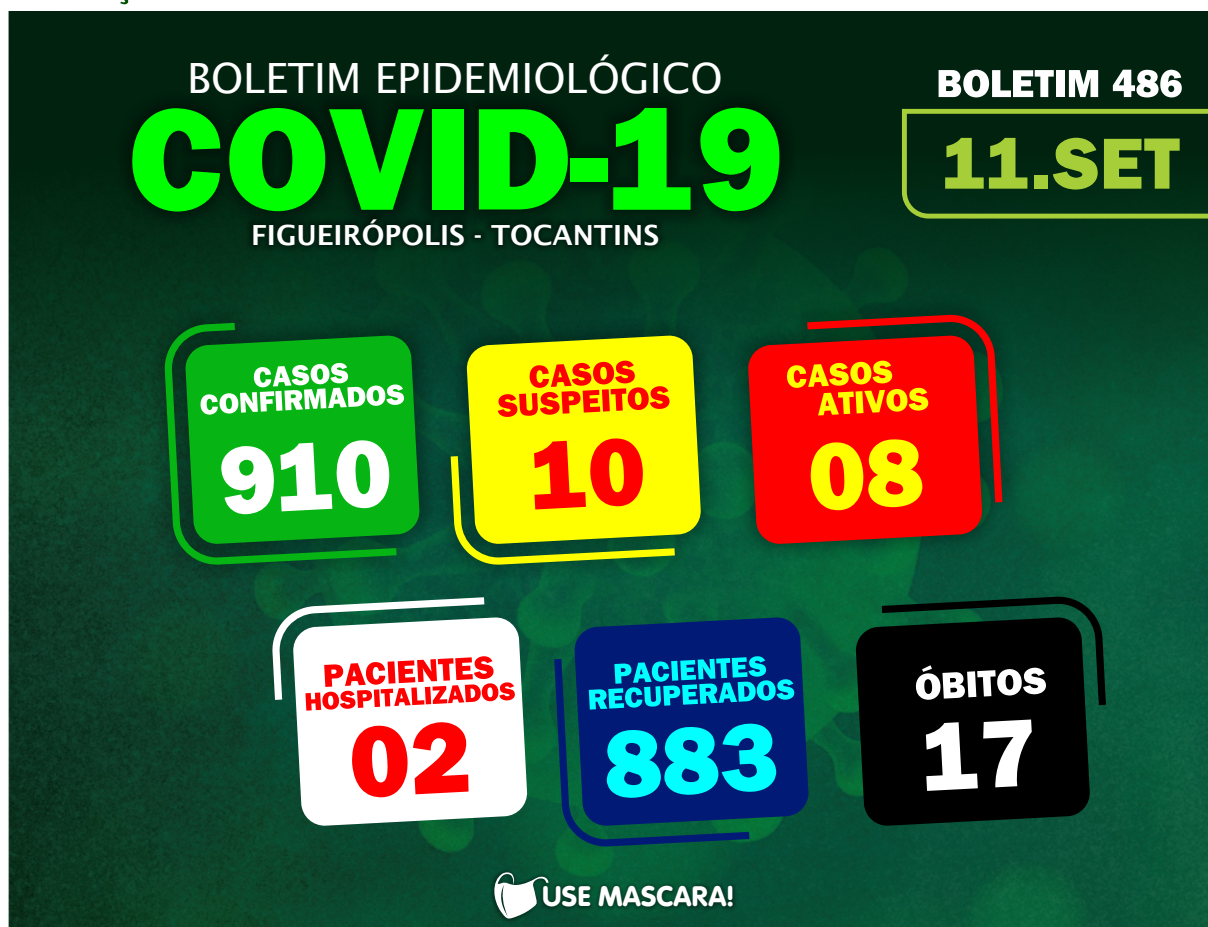 BOLETIM EPIDEMIOLÓGICO
COVID-19
FIGUEIRÓPOLIS - TOCANTINS
BOLETIM 486
11.SET
CASOS
CONFIRMADOS
910
CASOS
SUSPEITOS
10
CASOS
ATIVOS
08
PACIENTES
HOSPITALIZADOS
02
PACIENTES
RECUPERADOS
883
ÓBITOS
17
USE MASCARA!